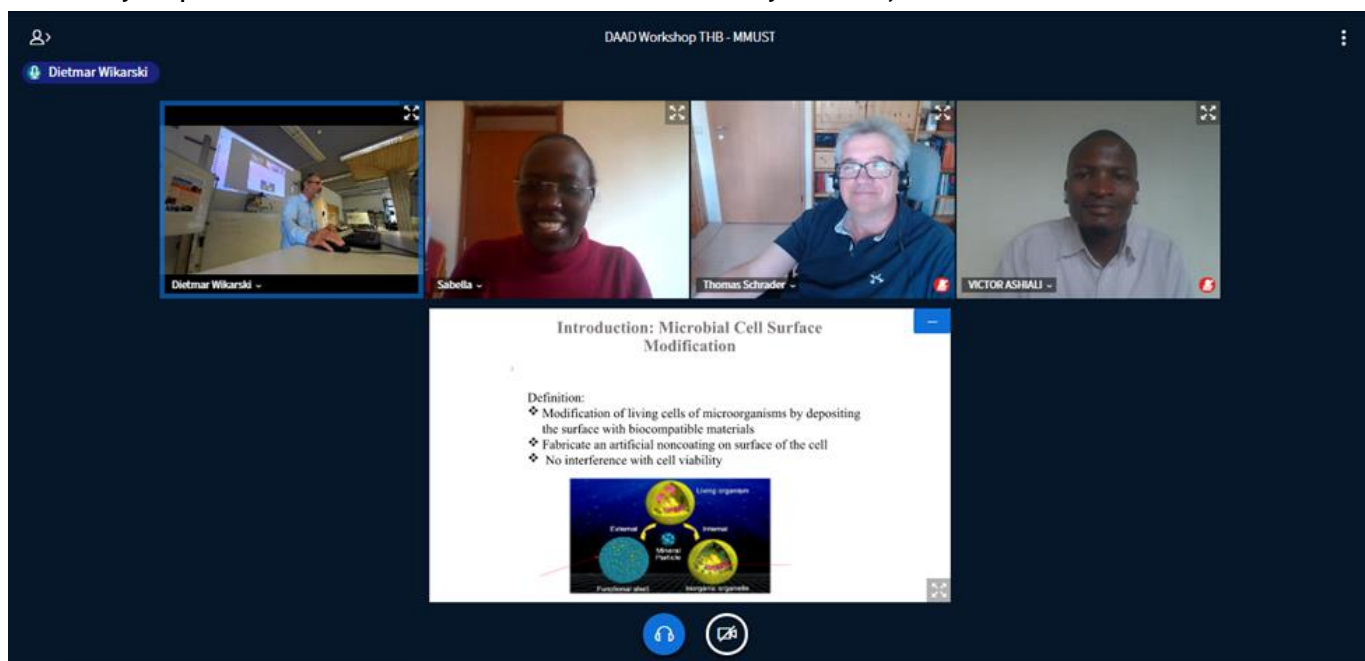 DAAD Workshop THB - MMUST
Dietmar Wikarski
Dietmar Wikarski
Sabella
Thomas Schrader
VICTOR ASHIALI
Introduction: Microbial Cell Surface
Modification
Definition:
❖ Modification of living cells of microorganisms by depositing
the surface with biocompatible materials
❖ Fabricate an artificial noncoating on surface of the cell
❖ No interference with cell viability
Living organism
External
Internal
Mineral
Particle
Functional shell
Inorganic organelle